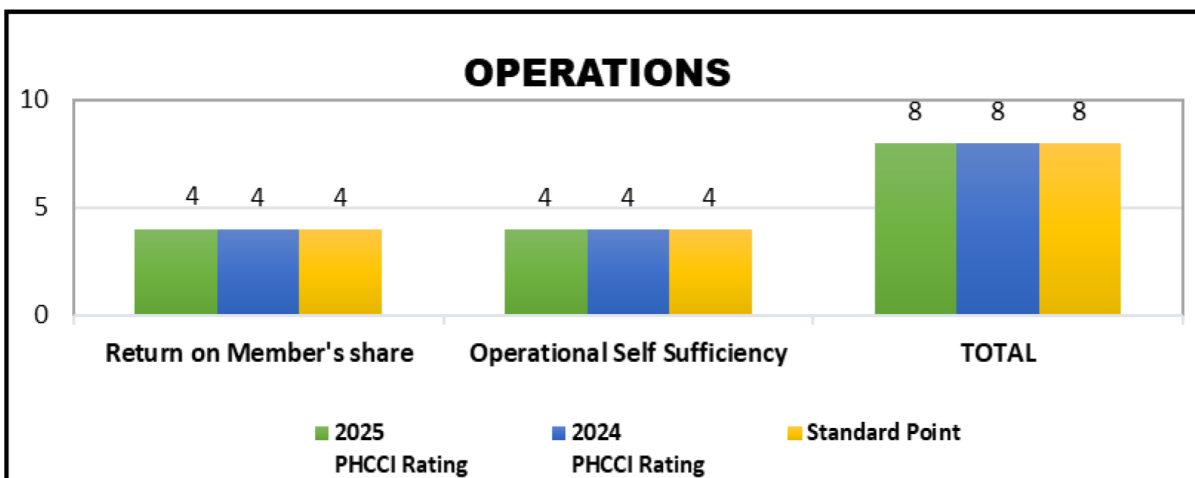 OPERATIONS
10
8 8 8
4 4 4 4 4 4
5
0
Return on Member's share Operational Self Sufficiency TOTAL
2025 2024 Standard Point
PHCCI Rating PHCCI Rating